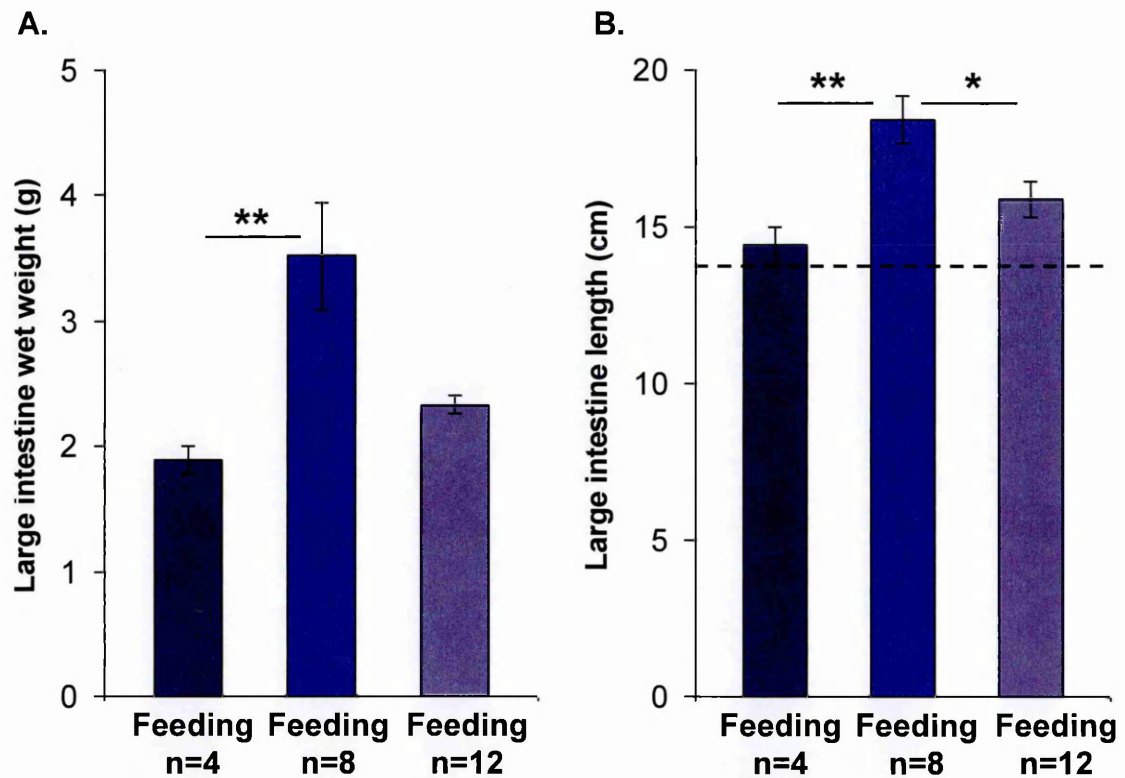 A.
Large intestine wet weight (g)
5
4
3
2
1
0
**
Feeding
n=4
Feeding
n=8
Feeding
n=12
B.
Large intestine length (cm)
20
15
10
5
0
**
*
Feeding
n=4
Feeding
n=8
Feeding
n=12